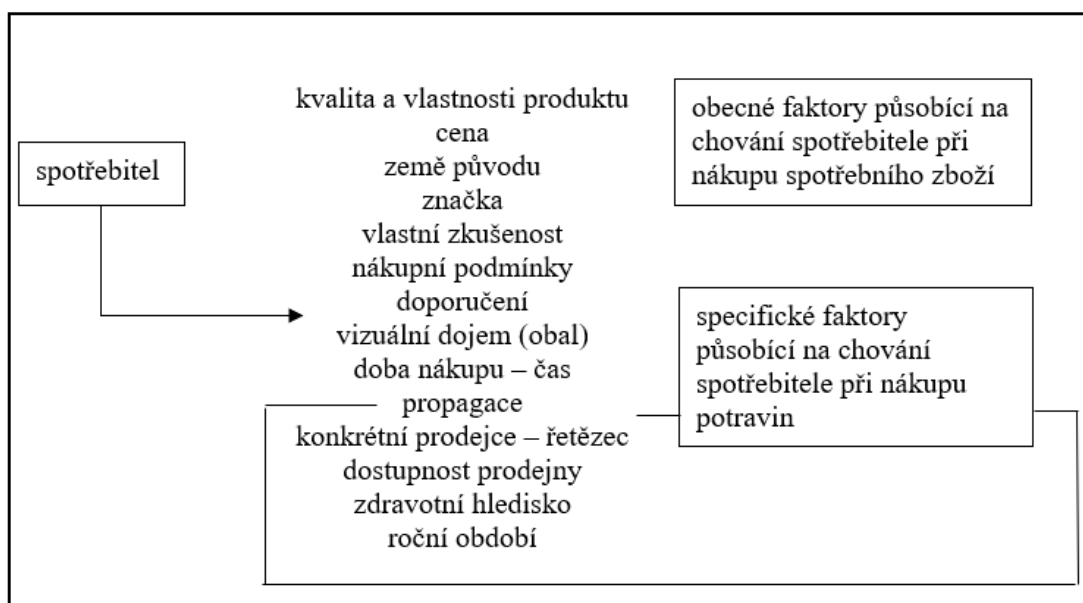 spotřebitel
kvalita a vlastnosti produktu
cena
země původu
značka
vlastní zkušenost
nákupní podmínky
doporučení
vizuální dojem (obal)
doba nákupu – čas
propagace
konkrétní prodejce – řetězec
dostupnost prodejny
zdravotní hledisko
roční období
obecné faktory působící na
chování spotřebitele při
nákupu spotřebního zboží
specifické faktory
působící na chování
spotřebitele při nákupu
potravin